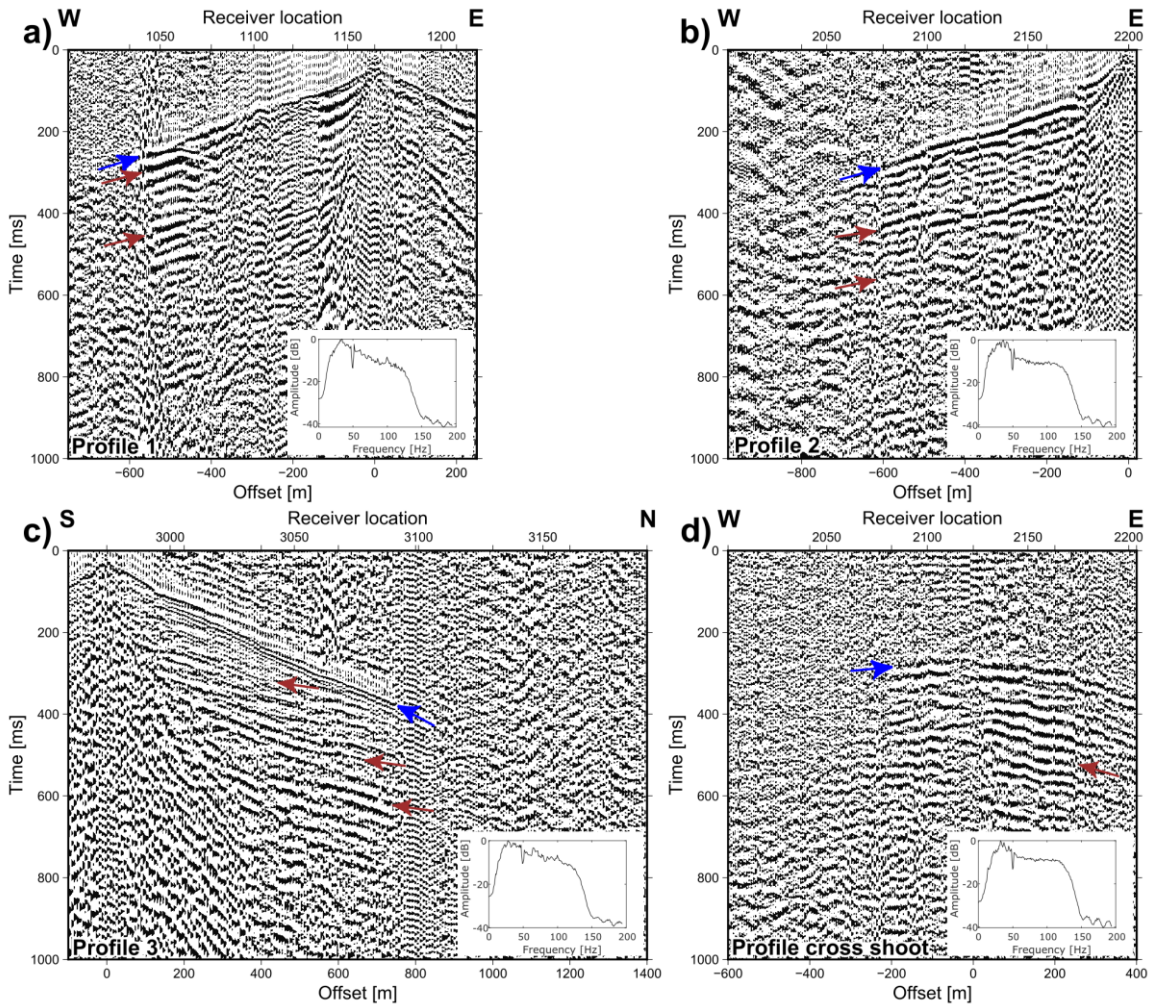 a) W Receiver location E
1050 1100 1150 1200
0
200
400
600
800
1000
Time [ms]
−600 −400 −200 0 200
Offset [m]
Profile 1
0
−20
−40
Amplitude [dB]
0 50 100 150 200
Frequency [Hz]
b) W Receiver location E
2050 2100 2150 2200
0
200
400
600
800
1000
Time [ms]
−800 −600 −400 −200 0
Offset [m]
Profile 2
0
−20
−40
Amplitude [dB]
0 50 100 150 200
Frequency [Hz]
c) S Receiver location N
3000 3050 3100 3150
0
200
400
600
800
1000
Time [ms]
0 200 400 600 800 1000 1200 1400
Offset [m]
Profile 3
0
−20
−40
Amplitude [dB]
0 50 100 150 200
Frequency [Hz]
d) W Receiver location E
2050 2100 2150 2200
0
200
400
600
800
1000
Time [ms]
−600 −400 −200 0 200 400
Offset [m]
Profile cross shoot
0
−20
−40
Amplitude [dB]
0 50 100 150 200
Frequency [Hz]